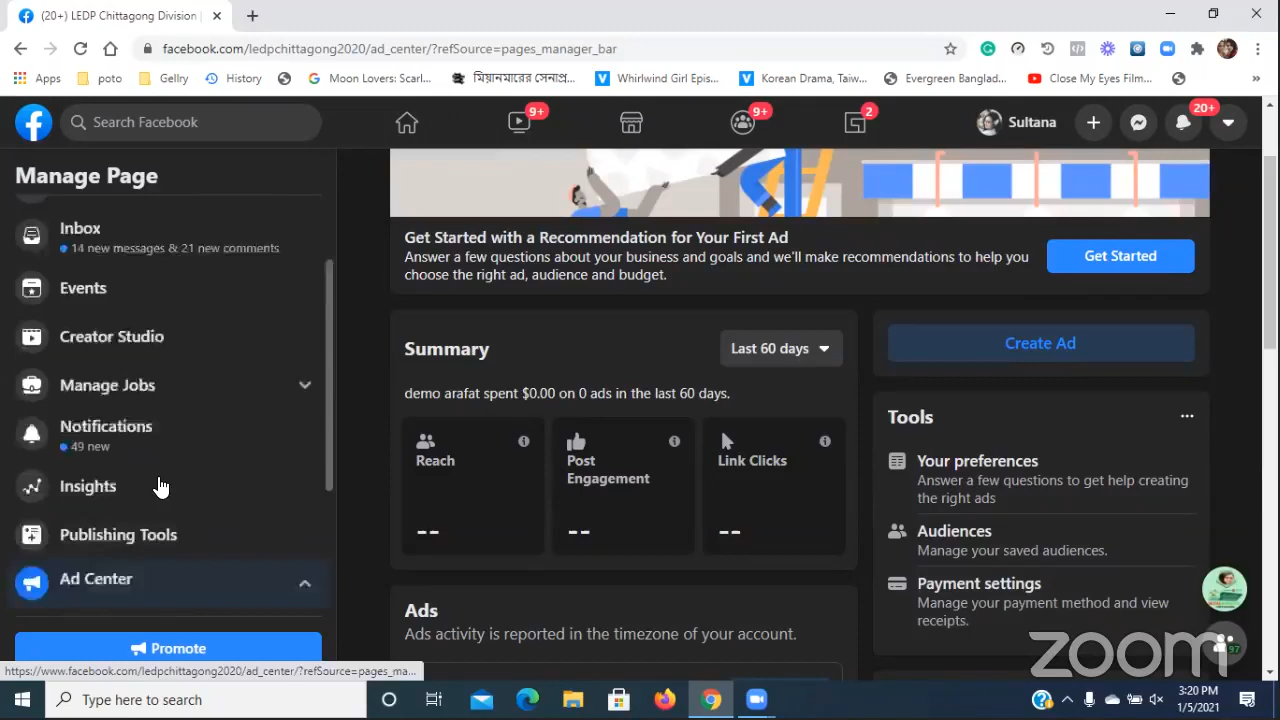 (20+) LEDP Chittagong Division |
facebook.com/ledpchittagong2020/ad_center/?refSource=pages_manager_bar
Apps
poto
Gellry
History
Moon Lovers: Scarl...
মিয়ানমারের সেনাপ্র...
Whirlwind Girl Epis...
Korean Drama, Taiw...
Evergreen Banglad...
Close My Eyes Film...
»
Search Facebook
9+
9+
2
Sultana
20+
Manage Page
Inbox
14 new messages & 21 new comments
Events
Creator Studio
Manage Jobs
Notifications
49 new
Insights
Publishing Tools
Ad Center
Promote
https://www.facebook.com/ledpchittagong2020/ad_center/?refSource=pages_ma...
Get Started with a Recommendation for Your First Ad
Answer a few questions about your business and goals and we'll make recommendations to help you
choose the right ad, audience and budget.
Get Started
Summary
Last 60 days
demo arafat spent $0.00 on 0 ads in the last 60 days.
Reach
--
Post
Engagement
--
Link Clicks
--
Ads
Ads activity is reported in the timezone of your account.
Create Ad
Tools
Your preferences
Answer a few questions to get help creating
the right ads
Audiences
Manage your saved audiences.
Payment settings
Manage your payment method and view
receipts.
97
zoom
Type here to search
3:20 PM
1/5/2021